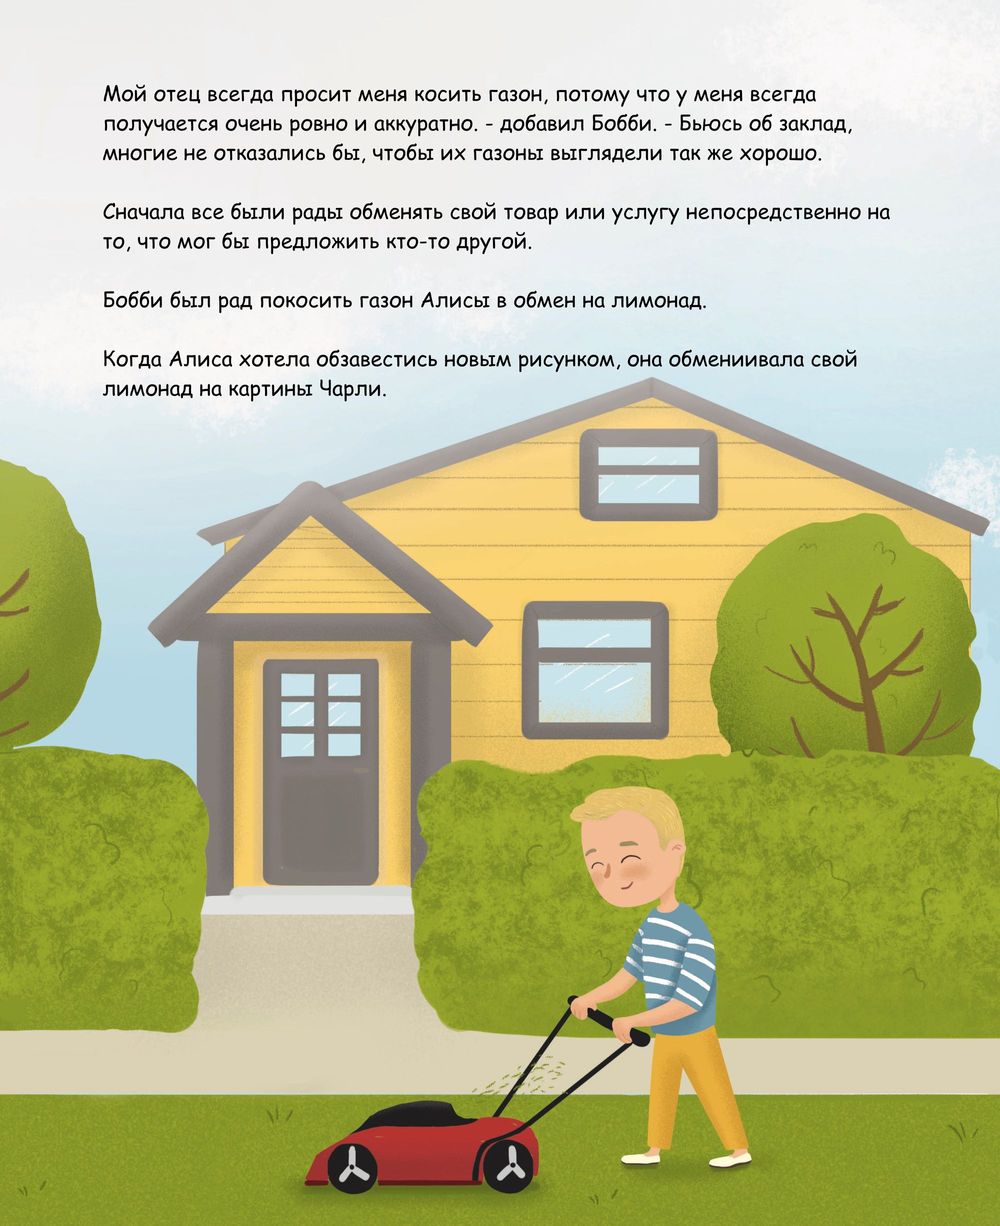 Мой отец всегда просит меня косить газон, потому что у меня всегда
получается очень ровно и аккуратно. - добавил Бобби. - Бьюсь об заклад,
многие не отказались бы, чтобы их газоны выглядели так же хорошо.
Сначала все были рады обменять свой товар или услугу непосредственно на
то, что мог бы предложить кто-то другой.
Бобби был рад покосить газон Алисы в обмен на лимонад.
Когда Алиса хотела обзавестись новым рисунком, она обмениивала свой
лимонад на картины Чарли.